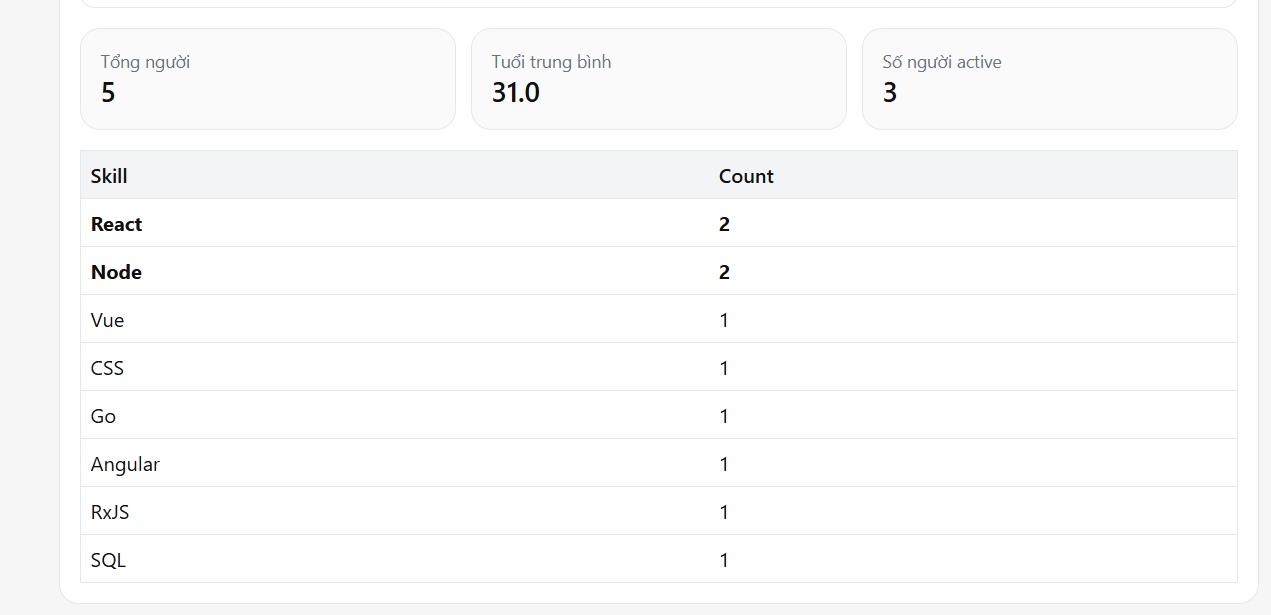 Tổng người
5
Tuổi trung bình
31.0
Số người active
3
Skill Count
React 2
Node 2
Vue 1
CSS 1
Go 1
Angular 1
RxJS 1
SQL 1